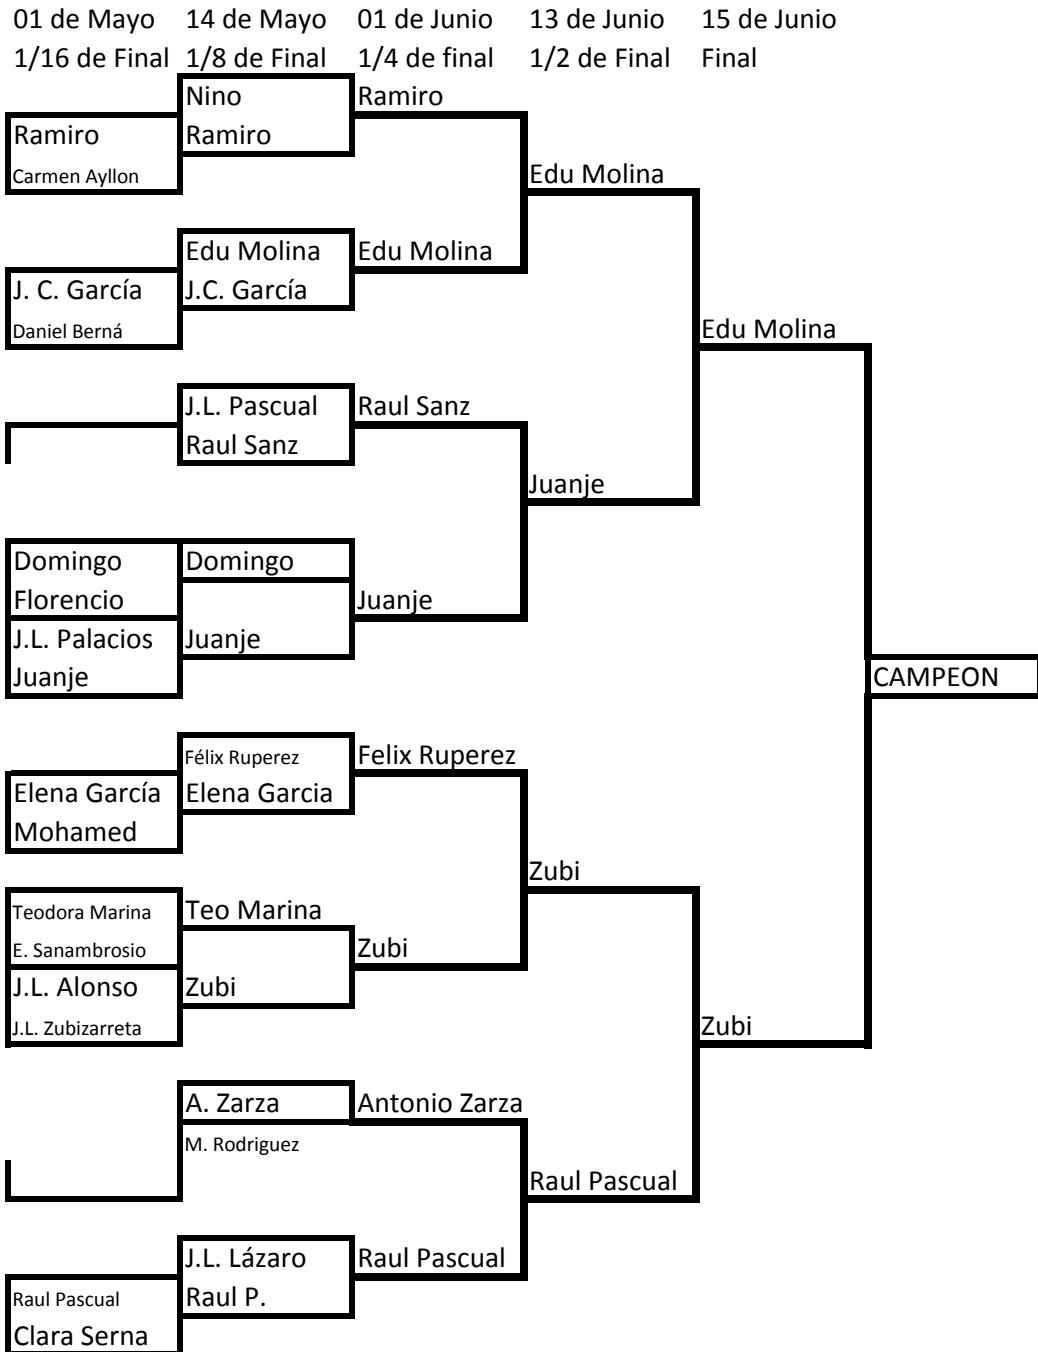 01 de Mayo 14 de Mayo 01 de Junio 13 de Junio 15 de Junio
1/16 de Final 1/8 de Final 1/4 de final 1/2 de Final Final
Nino Ramiro
Ramiro Ramiro
Carmen Ayllon Edu Molina
Edu Molina Edu Molina
J. C. García J.C. García
Daniel Berná Edu Molina
J.L. Pascual Raul Sanz
Raul Sanz
Juanje
Domingo Domingo
Florencio Juanje
J.L. Palacios Juanje
Juanje CAMPEON
Félix Ruperez Felix Ruperez
Elena García Elena Garcia
Mohamed
Zubi
Teodora Marina Teo Marina
E. Sanambrosio Zubi
J.L. Alonso Zubi
J.L. Zubizarreta Zubi
A. Zarza Antonio Zarza
M. Rodriguez
Raul Pascual
J.L. Lázaro Raul Pascual
Raul Pascual Raul P.
Clara Serna